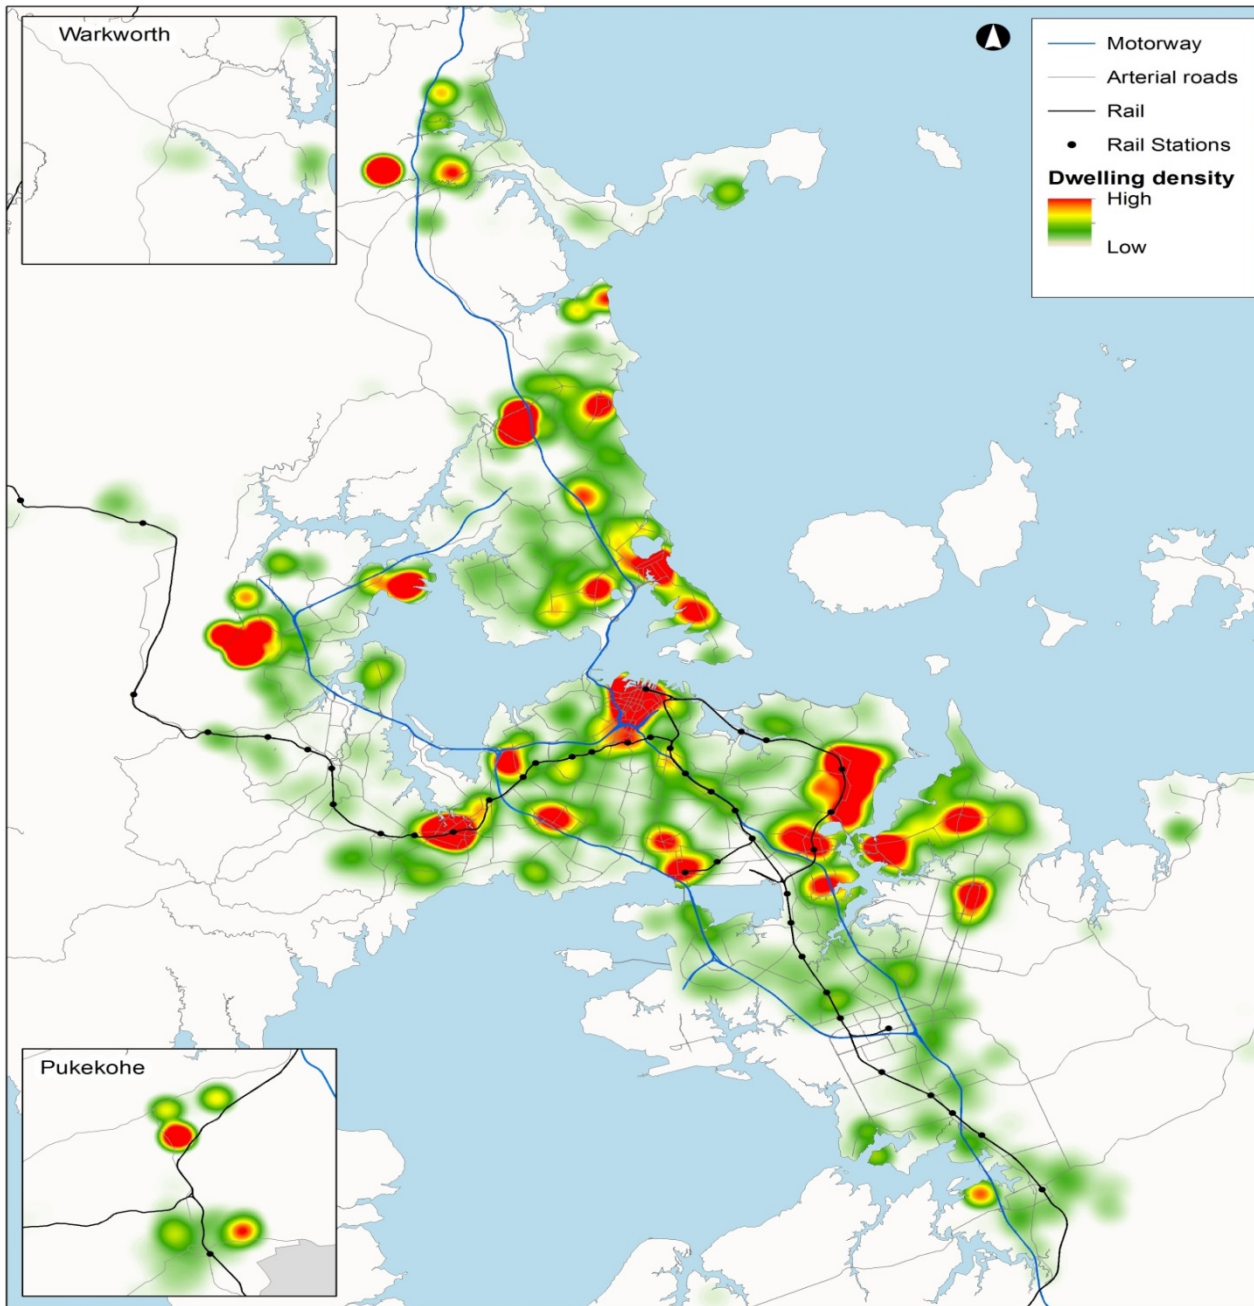 Warkworth
Motorway
Arterial roads
Rail
Rail Stations
Dwelling density
High
Low
Pukekohe